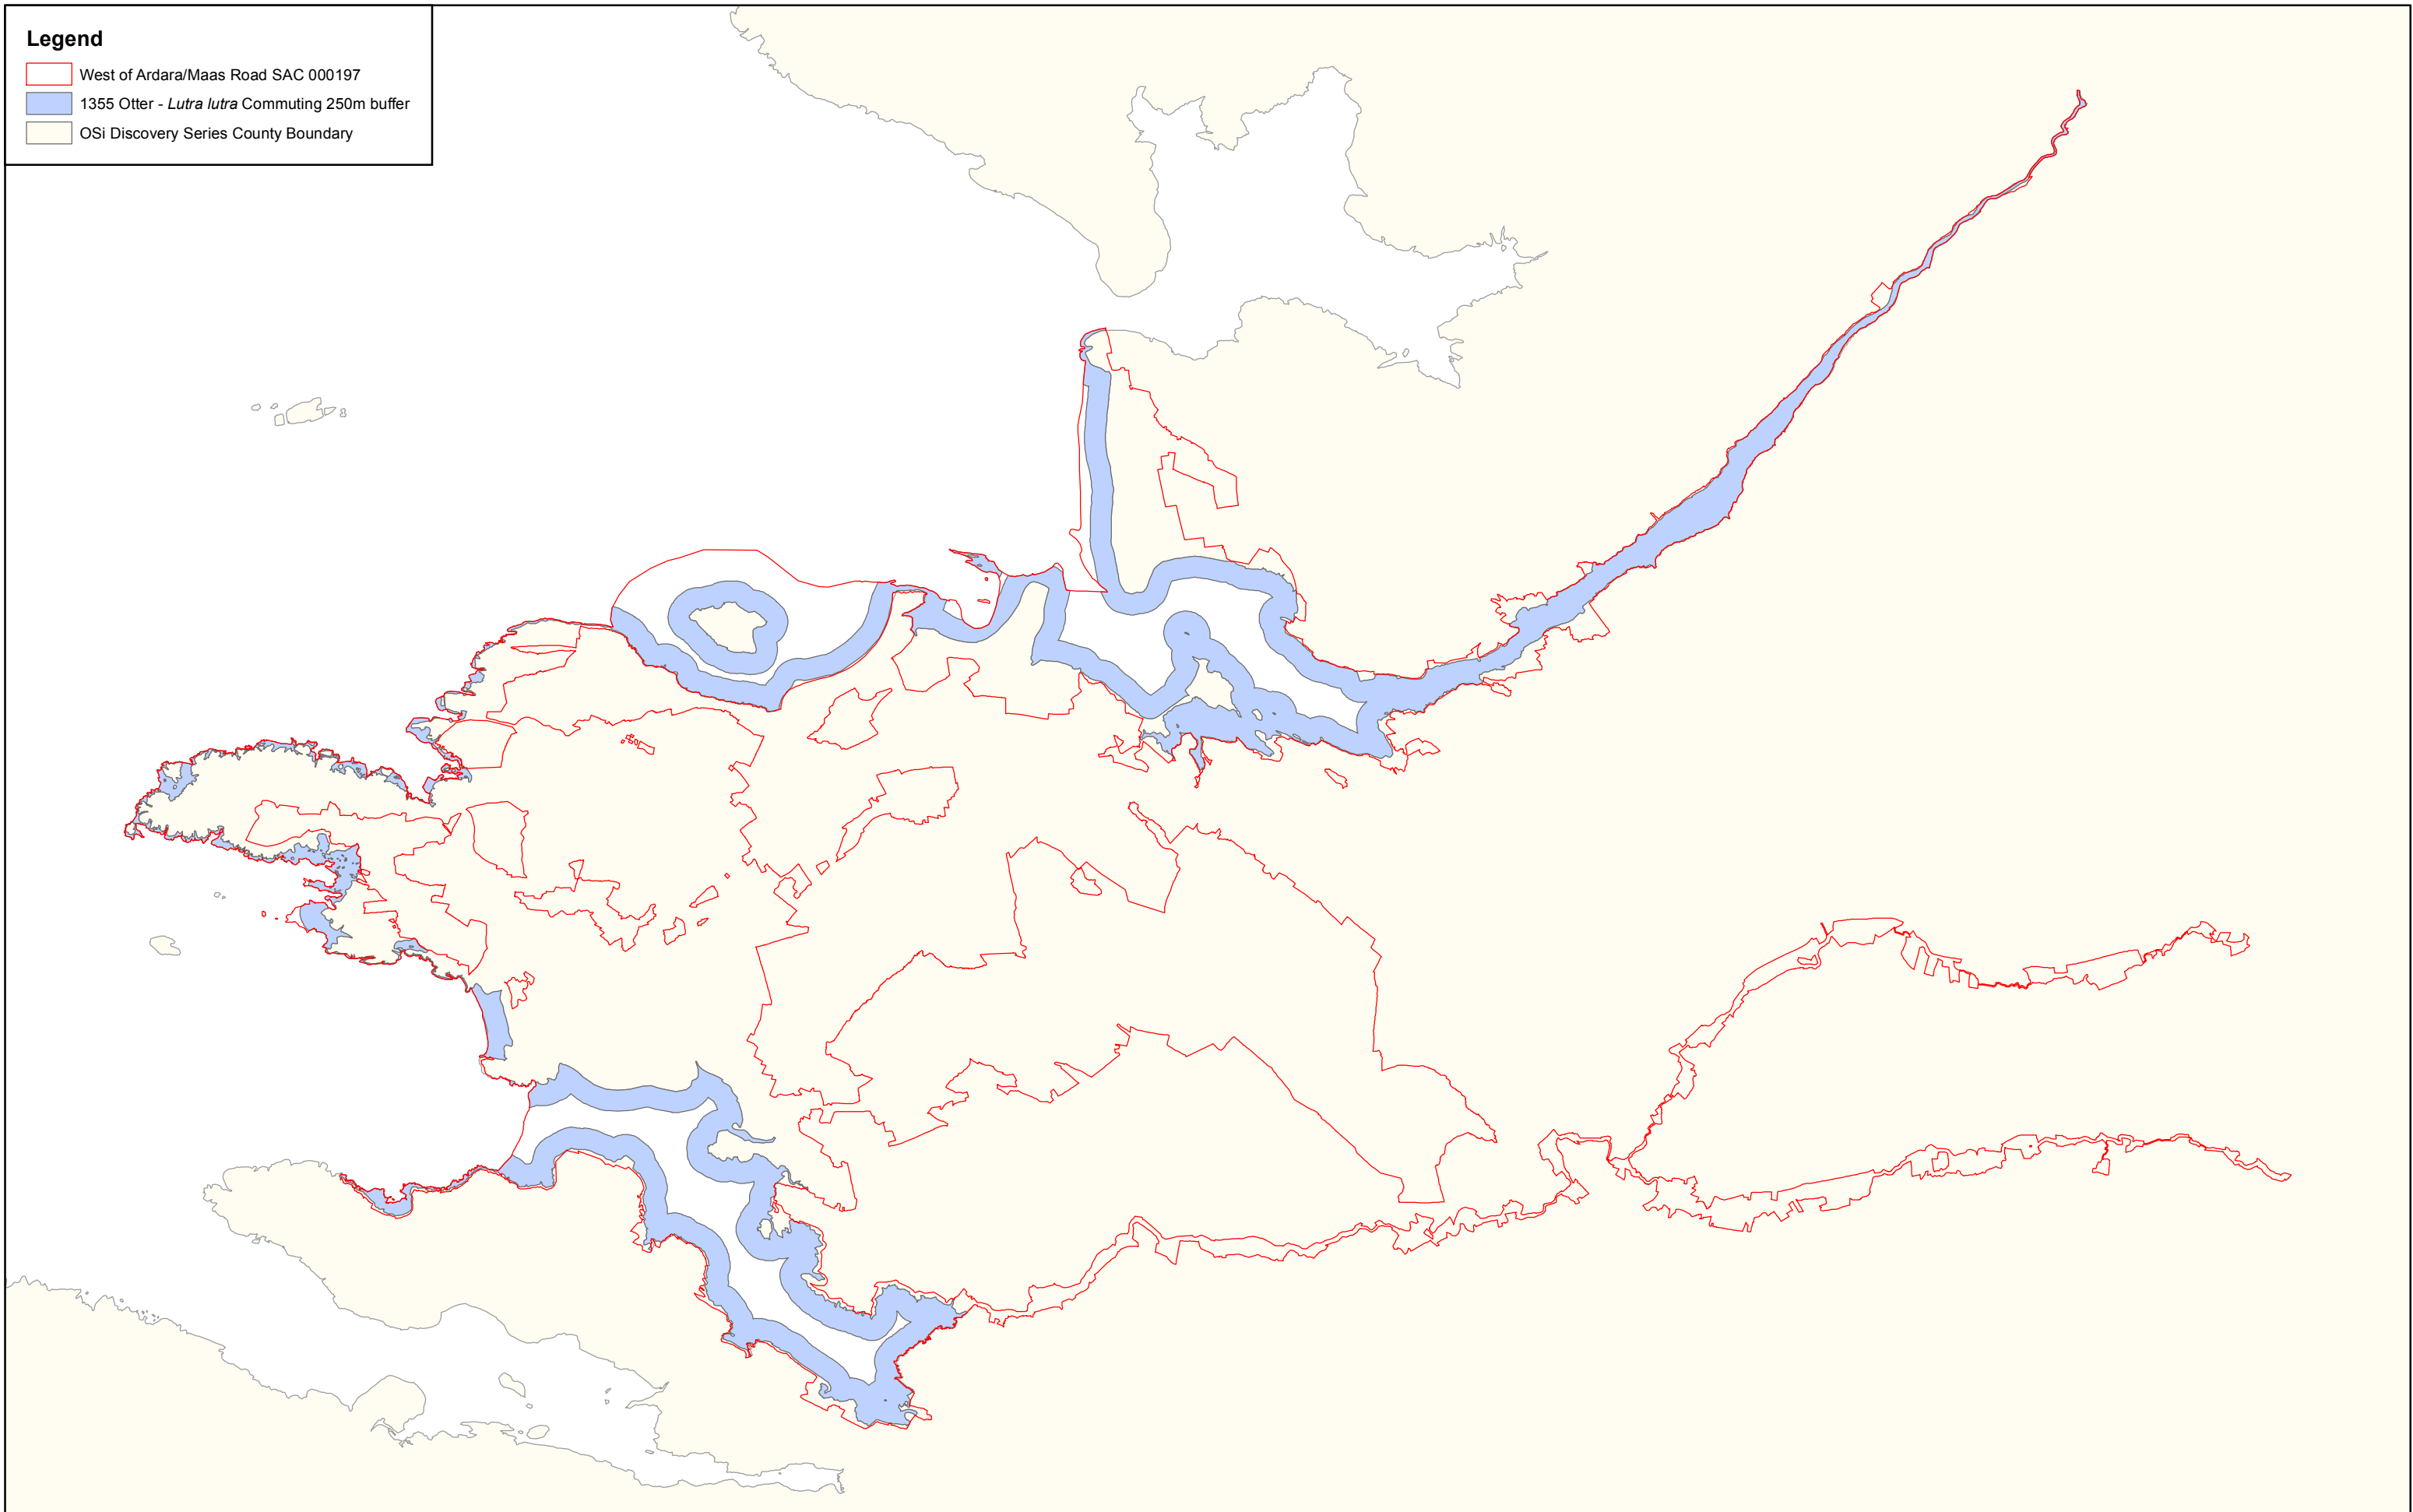 Legend
West of Ardara/Maas Road SAC 000197
1355 Otter - Lutra lutra Commuting 250m buffer
OSi Discovery Series County Boundary